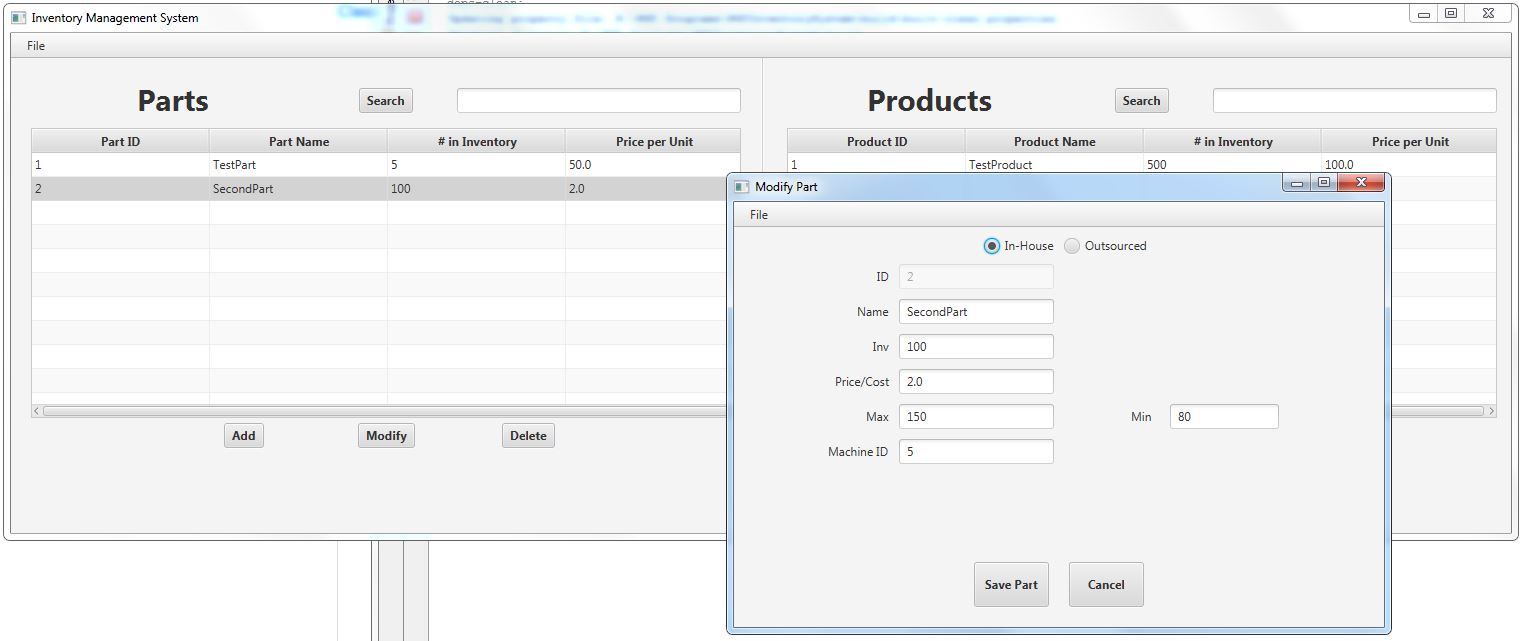 Inventory Management System
File
Parts Search
Products Search
Part ID Part Name # in Inventory Price per Unit
1 TestPart 5 50.0
2 SecondPart 100 2.0
Add Modify Delete
Product ID Product Name # in Inventory Price per Unit
1 TestProduct 500 100.0
Modify Part
File
In-House Outsourced
ID 2
Name SecondPart
Inv 100
Price/Cost 2.0
Max 150 Min 80
Machine ID 5
Save Part Cancel